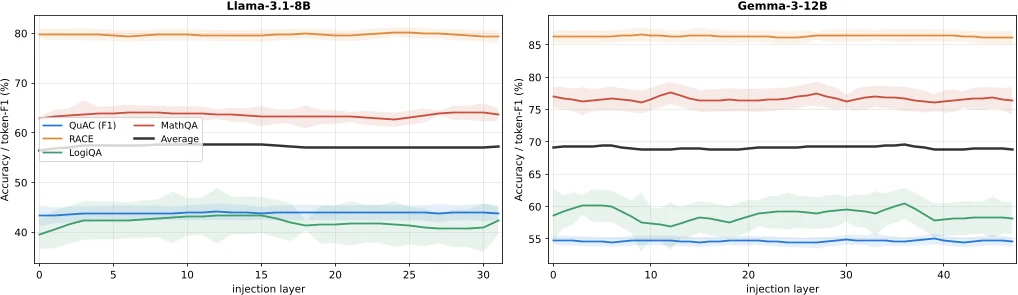 Llama-3.1-8B
Accuracy / token-F1 (%)
80
70
60
50
40
QuAC (F1)
RACE
LogiQA
MathQA
Average
0 5 10 15 20 25 30
injection layer
Gemma-3-12B
Accuracy / token-F1 (%)
85
80
75
70
65
60
55
0 10 20 30 40
injection layer